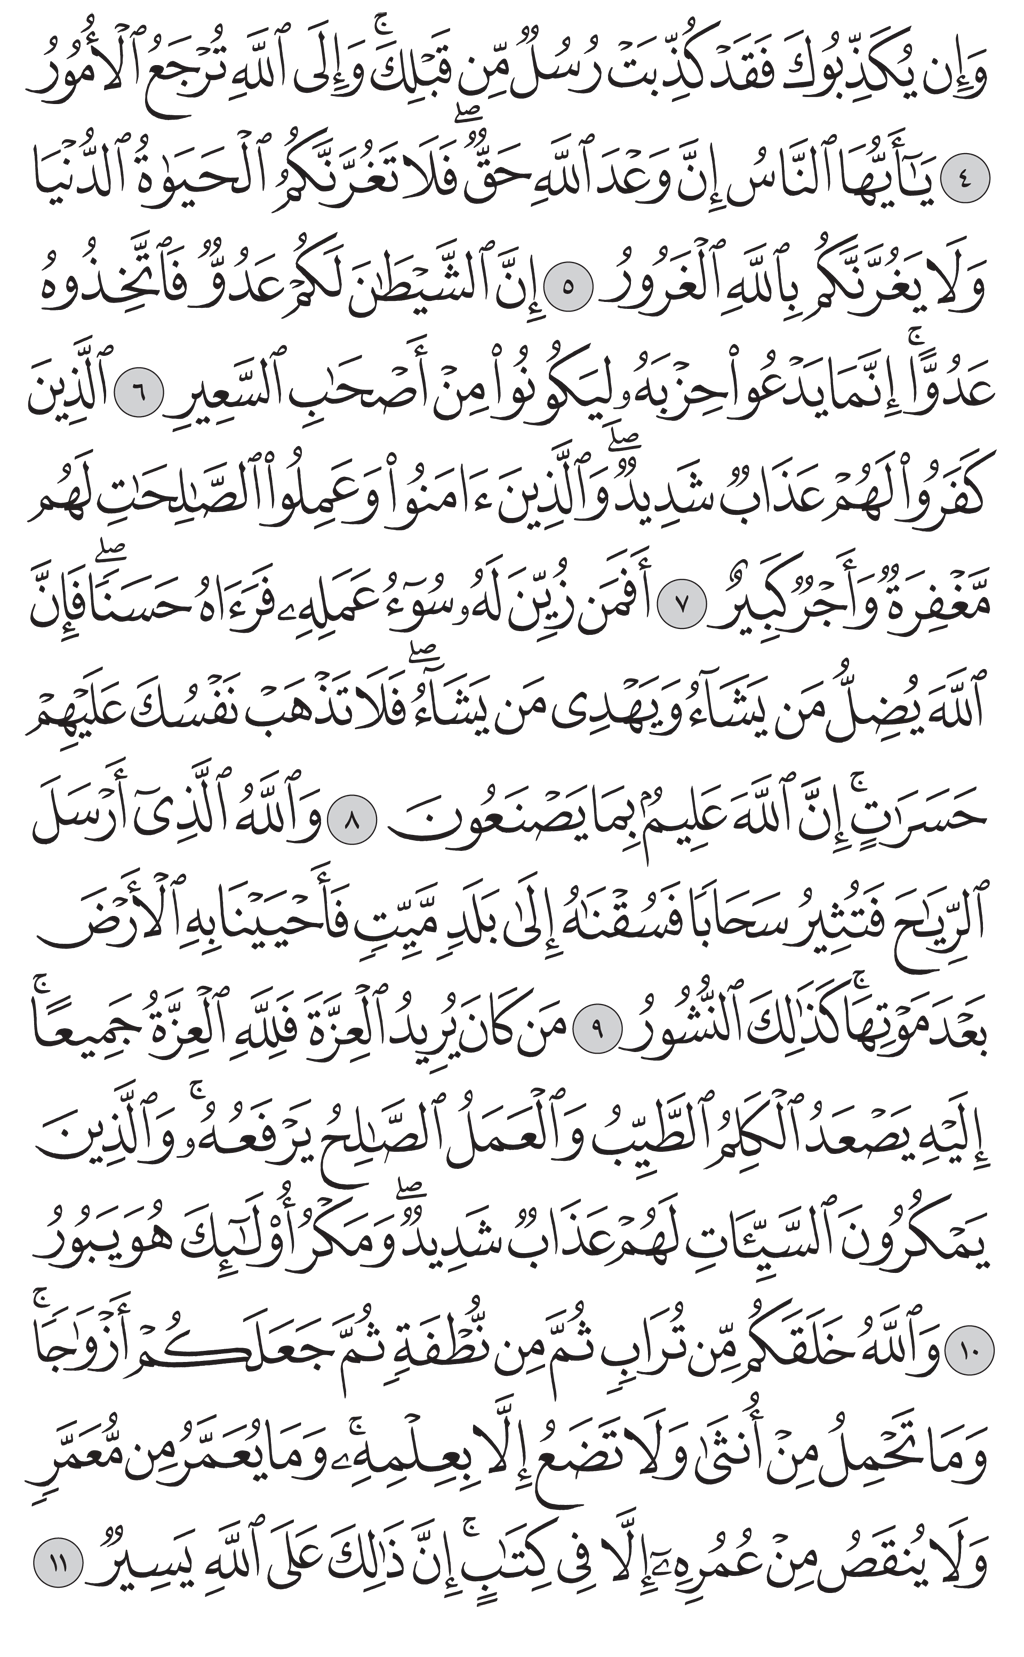 وَإِن يُكَذِّبُوكَ فَقَدْ كُذِّبَتْ رُسُلٌ مِّن قَبْلِكَ ۚ وَإِلَى ٱللَّهِ تُرْجَعُ ٱلْأُمُورُ
٤ يَـٰٓأَيُّهَا ٱلنَّاسُ إِنَّ وَعْدَ ٱللَّهِ حَقٌّ ۖ فَلَا تَغُرَّنَّكُمُ ٱلْحَيَوٰةُ ٱلدُّنْيَا
وَلَا يَغُرَّنَّكُم بِٱللَّهِ ٱلْغَرُورُ ٥ إِنَّ ٱلشَّيْطَـٰنَ لَكُمْ عَدُوٌّ فَٱتَّخِذُوهُ
عَدُوًّا ۚ إِنَّمَا يَدْعُوا۟ حِزْبَهُۥ لِيَكُونُوا۟ مِنْ أَصْحَـٰبِ ٱلسَّعِيرِ ٦ ٱلَّذِينَ
كَفَرُوا۟ لَهُمْ عَذَابٌ شَدِيدٌ ۖ وَٱلَّذِينَ ءَامَنُوا۟ وَعَمِلُوا۟ ٱلصَّـٰلِحَـٰتِ لَهُم
مَّغْفِرَةٌ وَأَجْرٌ كَبِيرٌ ٧ أَفَمَن زُيِّنَ لَهُۥ سُوٓءُ عَمَلِهِۦ فَرَءَاهُ حَسَنًا ۖ فَإِنَّ
ٱللَّهَ يُضِلُّ مَن يَشَآءُ وَيَهْدِى مَن يَشَآءُ ۖ فَلَا تَذْهَبْ نَفْسُكَ عَلَيْهِمْ
حَسَرَٰتٍ ۚ إِنَّ ٱللَّهَ عَلِيمٌۢ بِمَا يَصْنَعُونَ ٨ وَٱللَّهُ ٱلَّذِىٓ أَرْسَلَ
ٱلرِّيَـٰحَ فَتُثِيرُ سَحَابًا فَسُقْنَـٰهُ إِلَىٰ بَلَدٍ مَّيِّتٍ فَأَحْيَيْنَا بِهِ ٱلْأَرْضَ
بَعْدَ مَوْتِهَا ۚ كَذَٰلِكَ ٱلنُّشُورُ ٩ مَن كَانَ يُرِيدُ ٱلْعِزَّةَ فَلِلَّهِ ٱلْعِزَّةُ جَمِيعًا ۚ
إِلَيْهِ يَصْعَدُ ٱلْكَلِمُ ٱلطَّيِّبُ وَٱلْعَمَلُ ٱلصَّـٰلِحُ يَرْفَعُهُۥ ۚ وَٱلَّذِينَ
يَمْكُرُونَ ٱلسَّيِّـَٔاتِ لَهُمْ عَذَابٌ شَدِيدٌ ۖ وَمَكْرُ أُو۟لَـٰٓئِكَ هُوَ يَبُورُ
١٠ وَٱللَّهُ خَلَقَكُم مِّن تُرَابٍ ثُمَّ مِن نُّطْفَةٍ ثُمَّ جَعَلَكُمْ أَزْوَٰجًا ۚ
وَمَا تَحْمِلُ مِنْ أُنثَىٰ وَلَا تَضَعُ إِلَّا بِعِلْمِهِۦ ۚ وَمَا يُعَمَّرُ مِن مُّعَمَّرٍ
وَلَا يُنقَصُ مِنْ عُمُرِهِۦٓ إِلَّا فِى كِتَـٰبٍ ۚ إِنَّ ذَٰلِكَ عَلَى ٱللَّهِ يَسِيرٌ ١١